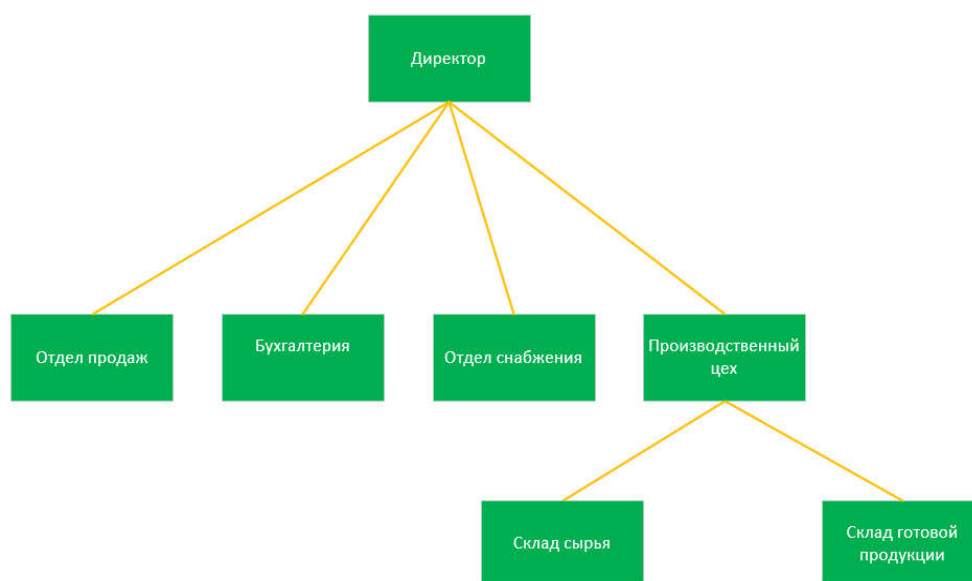 Директор
Отдел продаж
Бухгалтерия
Отдел снабжения
Производственный
цех
Склад сырья
Склад готовой
продукции